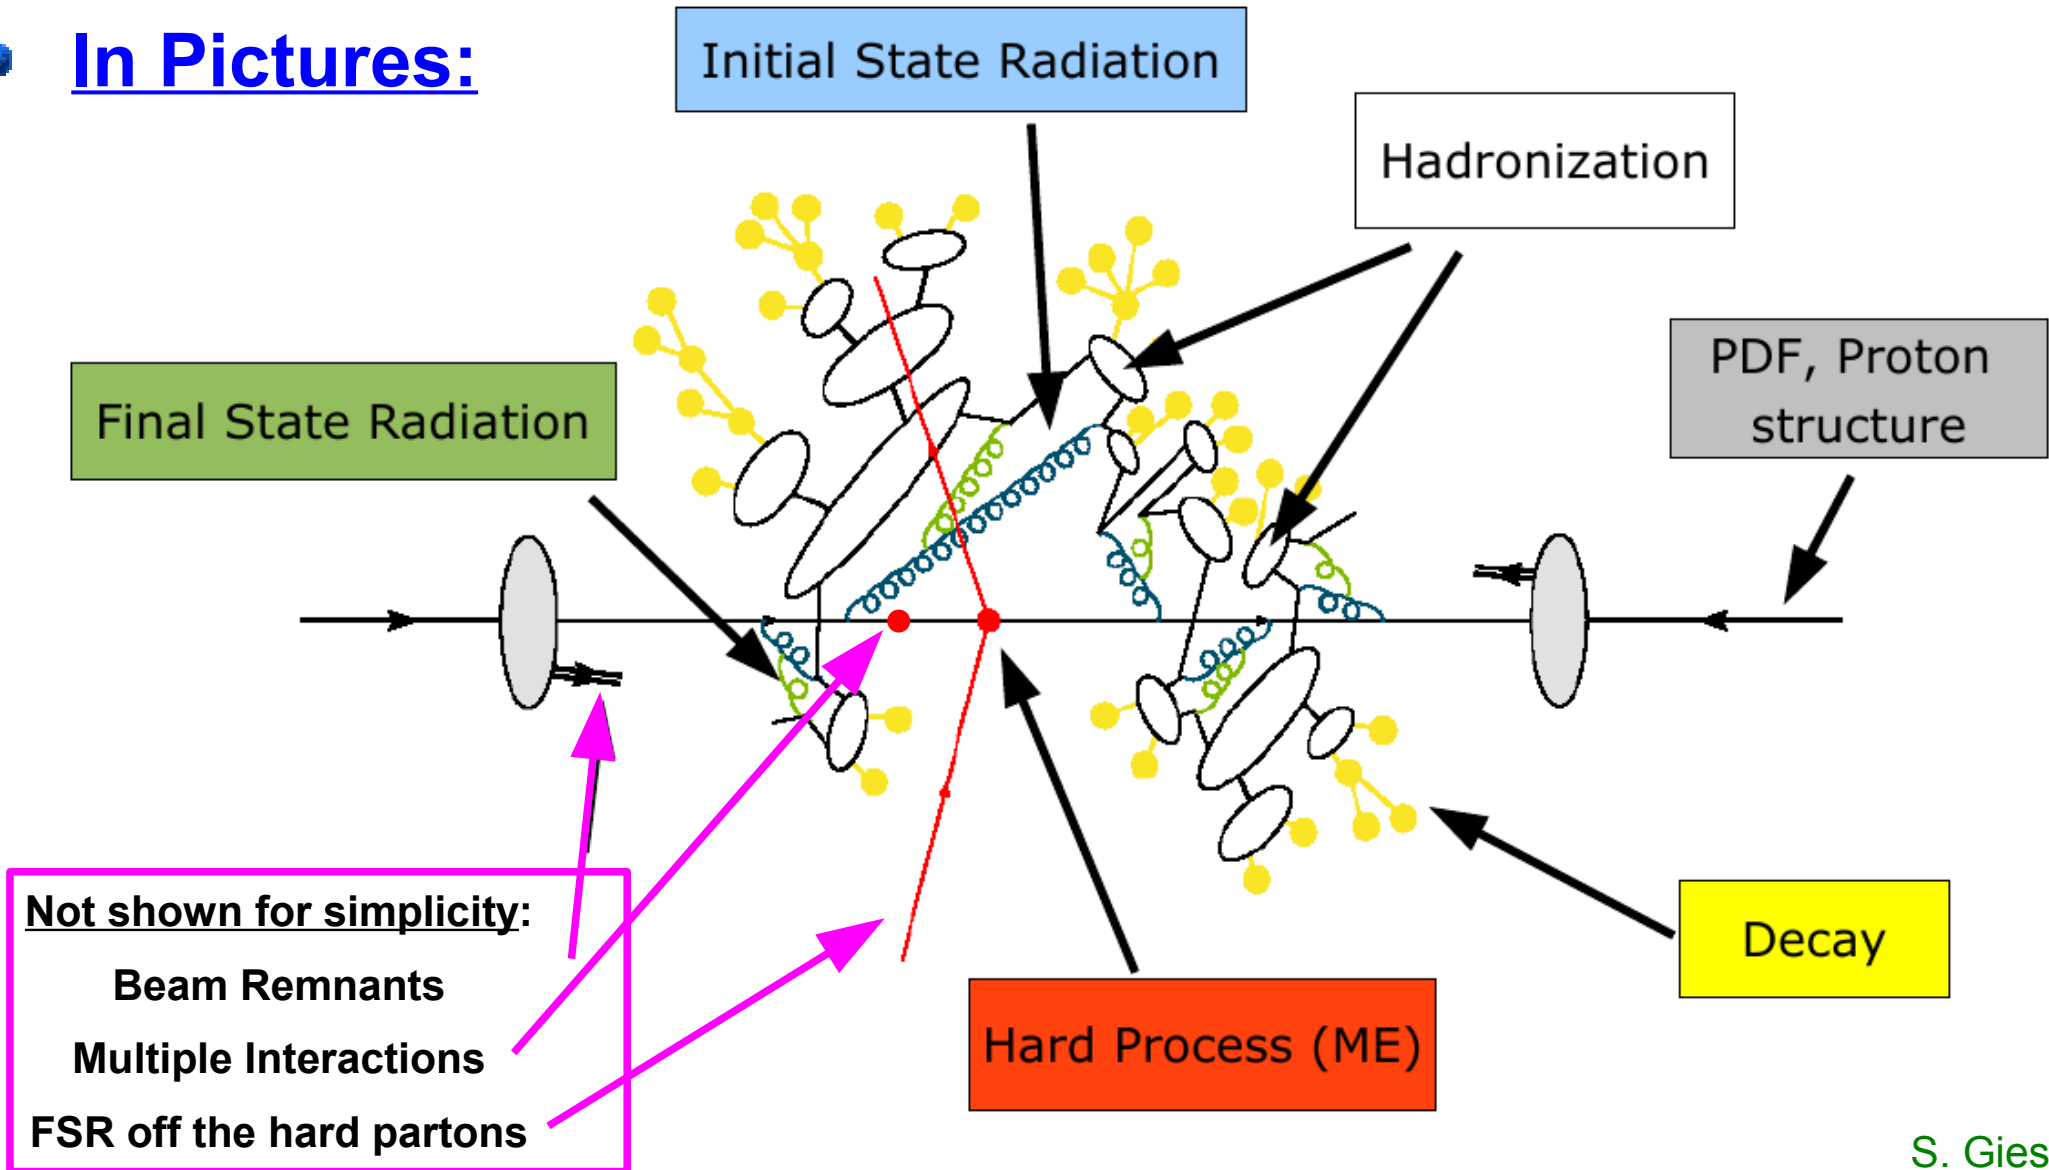 In Pictures:
Initial State Radiation
Hadronization
PDF, Proton
structure
Final State Radiation
Not shown for simplicity:
Beam Remnants
Multiple Interactions
FSR off the hard partons
Hard Process (ME)
Decay
S. Gies